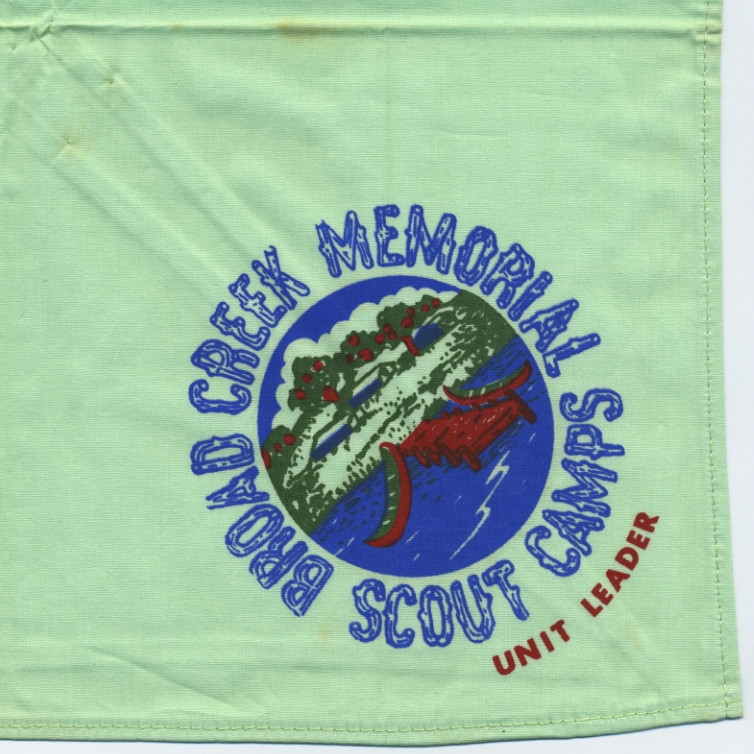 BROAD CREEK MEMORIAL
SCOUT CAMPS
UNIT LEADER